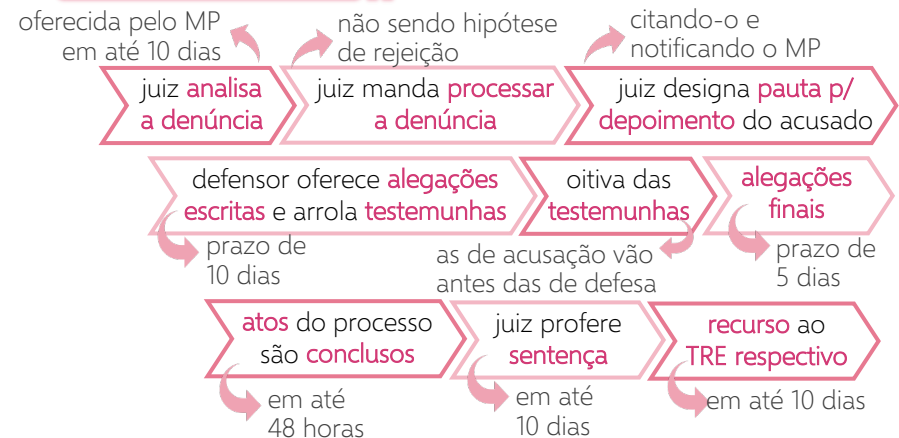 oferecida pelo MP
em até 10 dias
não sendo hipótese
de rejeição
citando-o e
notificando o MP
juiz analisa
a denúncia
juiz manda processar
a denúncia
juiz designa pauta p/
depoimento do acusado
defensor oferece alegações
escritas e arrola testemunhas
oitiva das
testemunhas
alegações
finais
prazo de
10 dias
as de acusação vão
antes das de defesa
prazo de
5 dias
atos do processo
são conclusos
juiz profere
sentença
recurso ao
TRE respectivo
em até
48 horas
em até
10 dias
em até 10 dias